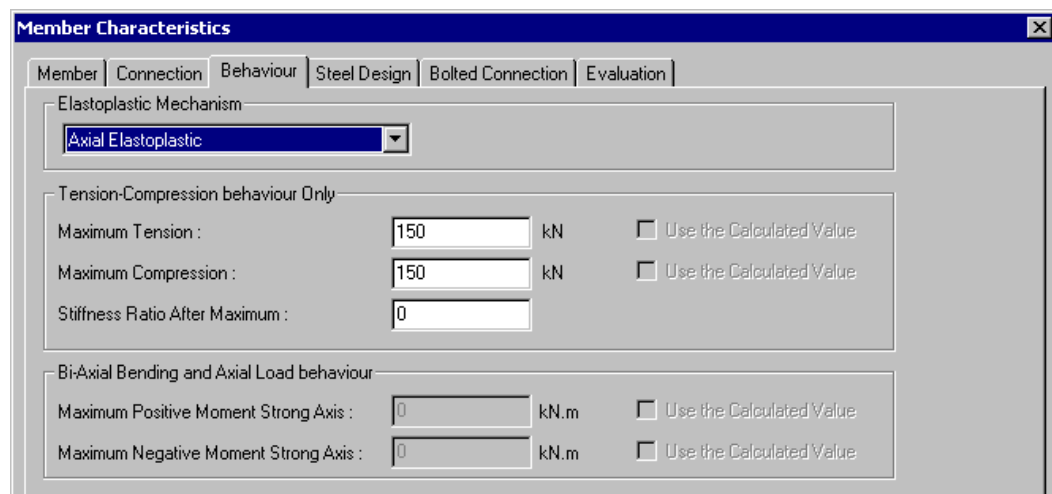 Member Characteristics
Member Connection Behaviour Steel Design Bolted Connection Evaluation
Elastoplastic Mechanism
Axial Elastoplastic
Tension-Compression behaviour Only
Maximum Tension : 150 kN Use the Calculated Value
Maximum Compression : 150 kN Use the Calculated Value
Stiffness Ratio After Maximum : 0
Bi-Axial Bending and Axial Load behaviour
Maximum Positive Moment Strong Axis : 0 kN.m Use the Calculated Value
Maximum Negative Moment Strong Axis : 0 kN.m Use the Calculated Value